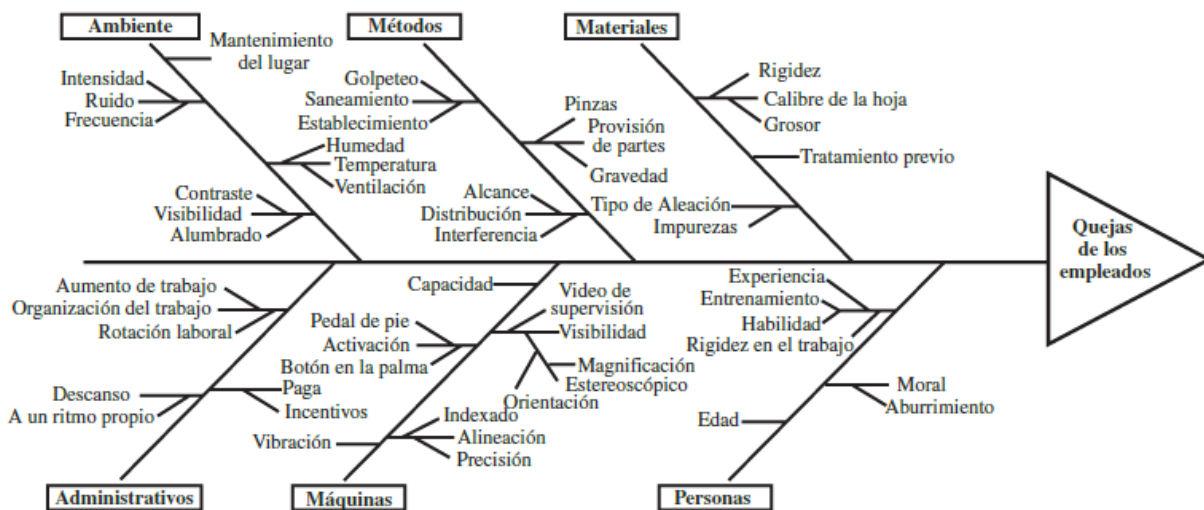 Ambiente
Métodos
Materiales
Mantenimiento
del lugar
Intensidad
Ruido
Frecuencia
Humedad
Temperatura
Ventilación
Contraste
Visibilidad
Alumbrado
Golpeteo
Saneamiento
Establecimiento
Pinzas
Provisión
de partes
Gravedad
Alcance
Distribución
Interferencia
Rigidez
Calibre de la hoja
Grosor
Tratamiento previo
Tipo de Aleación
Impurezas
Quejas
de los
empleados
Aumento de trabajo
Organización del trabajo
Rotación laboral
Descanso
A un ritmo propio
Paga
Incentivos
Capacidad
Video de
supervisión
Visibilidad
Magnificación
Estereoscópico
Orientación
Pedal de pie
Activación
Botón en la palma
Indexado
Alineación
Precisión
Vibración
Experiencia
Entrenamiento
Habilidad
Rigidez en el trabajo
Moral
Aburrimiento
Edad
Administrativos
Máquinas
Personas